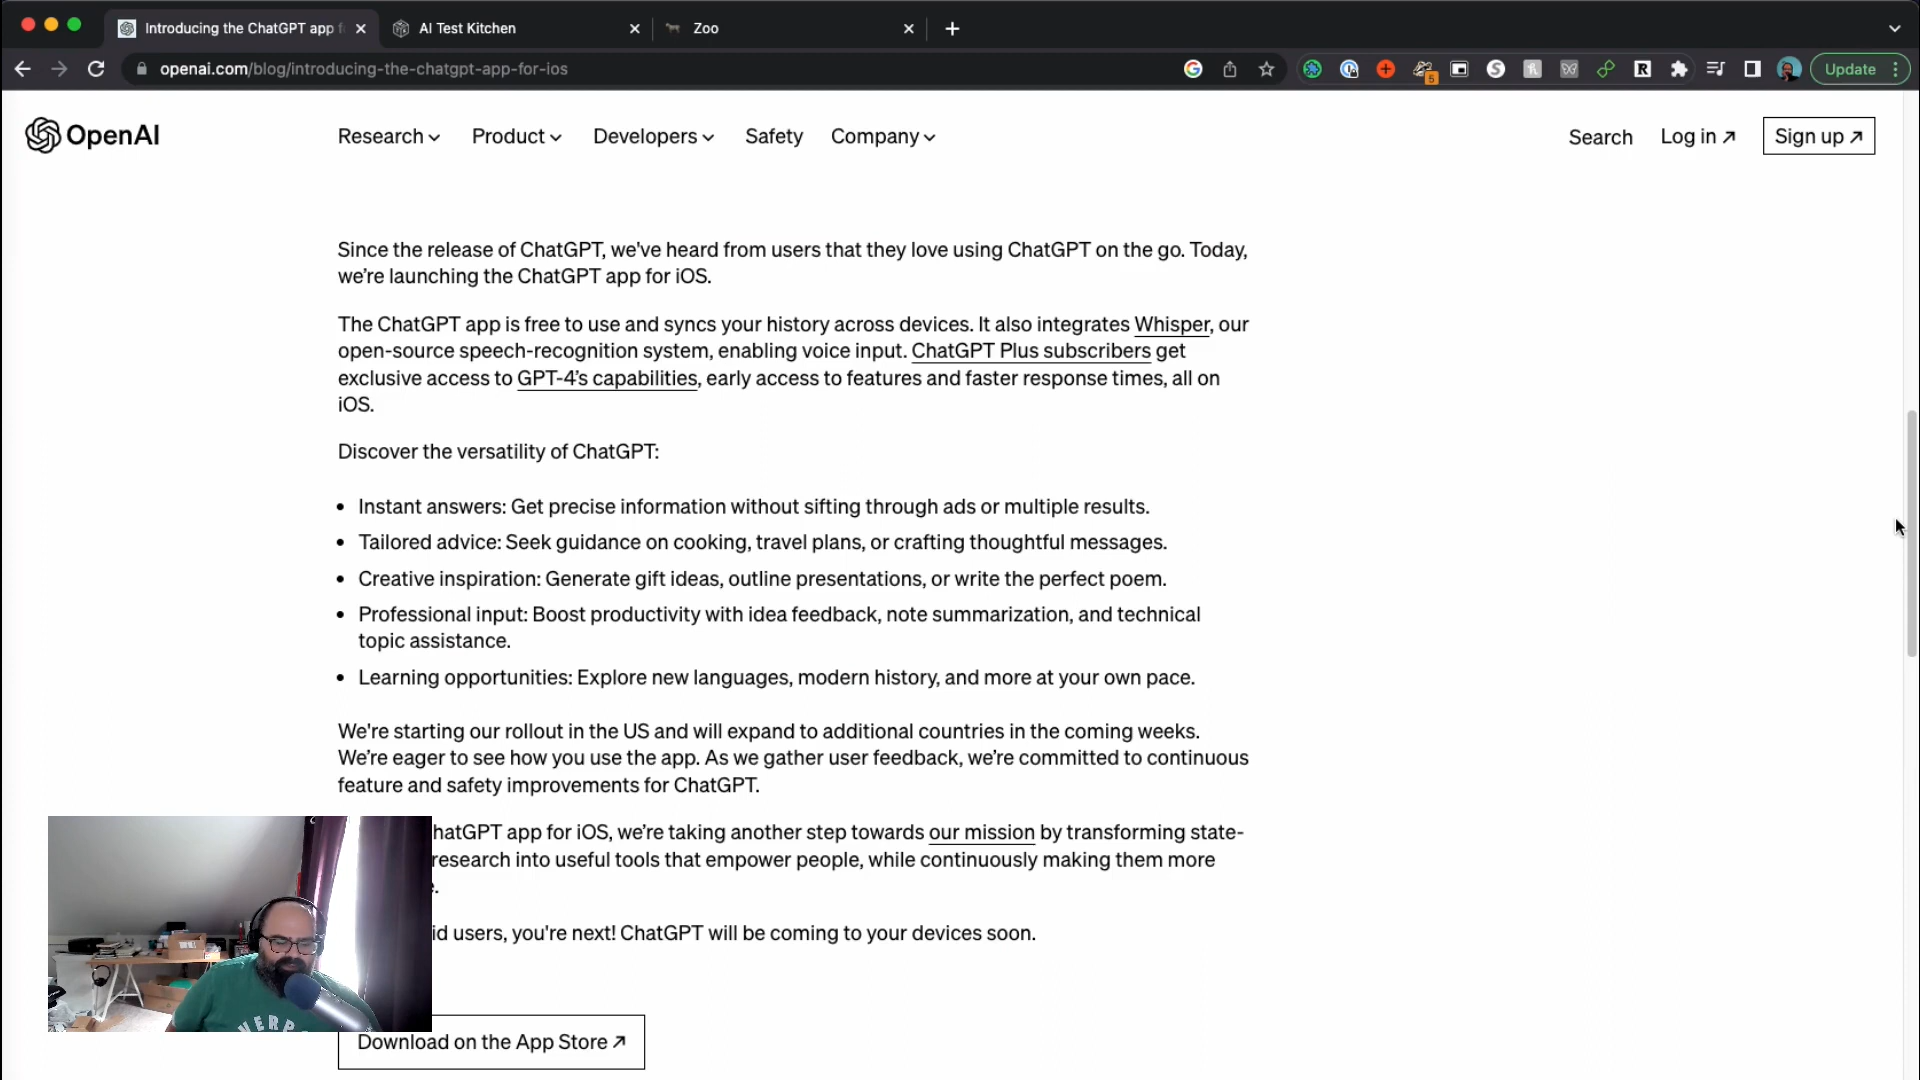 Introducing the ChatGPT app f
AI Test Kitchen
Zoo
openai.com/blog/introducing-the-chatgpt-app-for-ios
5
Update
OpenAI
Research
Product
Developers
Safety
Company
Search
Log in ↗
Sign up ↗
Since the release of ChatGPT, we've heard from users that they love using ChatGPT on the go. Today,
we’re launching the ChatGPT app for iOS.
The ChatGPT app is free to use and syncs your history across devices. It also integrates Whisper, our
open-source speech-recognition system, enabling voice input. ChatGPT Plus subscribers get
exclusive access to GPT-4’s capabilities, early access to features and faster response times, all on
iOS.
Discover the versatility of ChatGPT:
• Instant answers: Get precise information without sifting through ads or multiple results.
• Tailored advice: Seek guidance on cooking, travel plans, or crafting thoughtful messages.
• Creative inspiration: Generate gift ideas, outline presentations, or write the perfect poem.
• Professional input: Boost productivity with idea feedback, note summarization, and technical
topic assistance.
• Learning opportunities: Explore new languages, modern history, and more at your own pace.
We're starting our rollout in the US and will expand to additional countries in the coming weeks.
We’re eager to see how you use the app. As we gather user feedback, we’re committed to continuous
feature and safety improvements for ChatGPT.
hatGPT app for iOS, we’re taking another step towards our mission by transforming state-
research into useful tools that empower people, while continuously making them more
e.
id users, you're next! ChatGPT will be coming to your devices soon.
VERP
Download on the App Store ↗